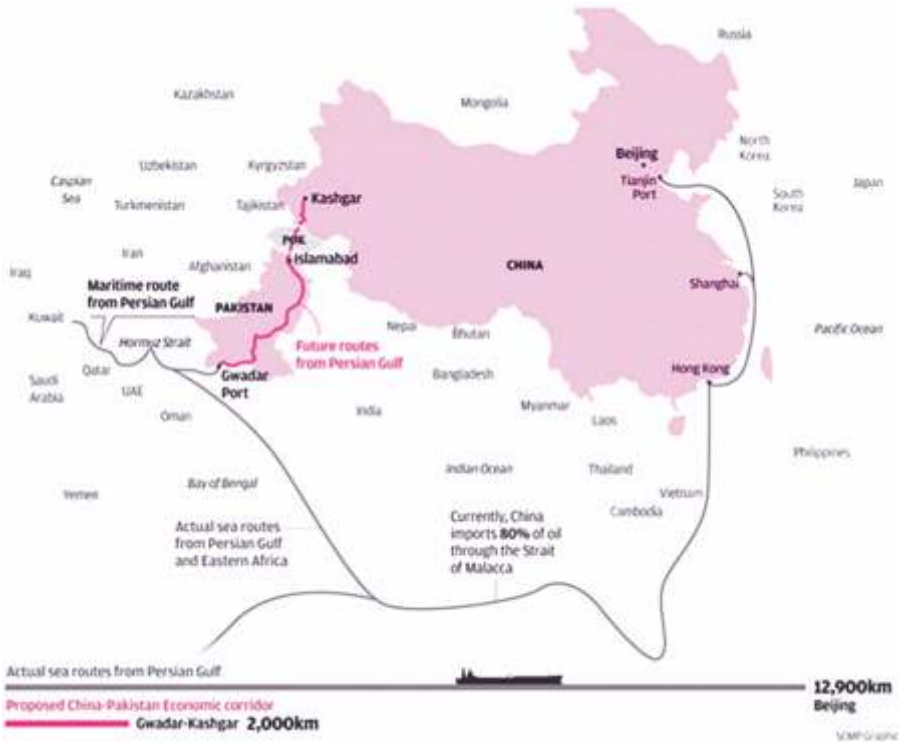 Russia
Kazakhstan
Mongolia
North
Korea
Beijing
Uzbekistan
Kyrgyzstan
Caspian
Sea
Tianjin
Port
Japan
South
Korea
Turkmenistan
Tajikistan
Kashgar
POK
Islamabad
Iran
Afghanistan
CHINA
Iraq
Maritime route
from Persian Gulf
PAKISTAN
Shanghai
Kuwait
Hormuz Strait
Nepal
Bhutan
Pacific Ocean
Future routes
from Persian Gulf
Qatar
Gwadar
Port
Bangladesh
Hong Kong
Saudi
Arabia
UAE
Oman
India
Myanmar
Laos
Philippines
Yemen
Bay of Bengal
Indian Ocean
Thailand
Vietnam
Cambodia
Actual sea routes
from Persian Gulf
and Eastern Africa
Currently, China
imports 80% of oil
through the Strait
of Malacca
Actual sea routes from Persian Gulf
12,900km
Beijing
Proposed China-Pakistan Economic corridor
Gwadar-Kashgar 2,000km
SCMP Graphic